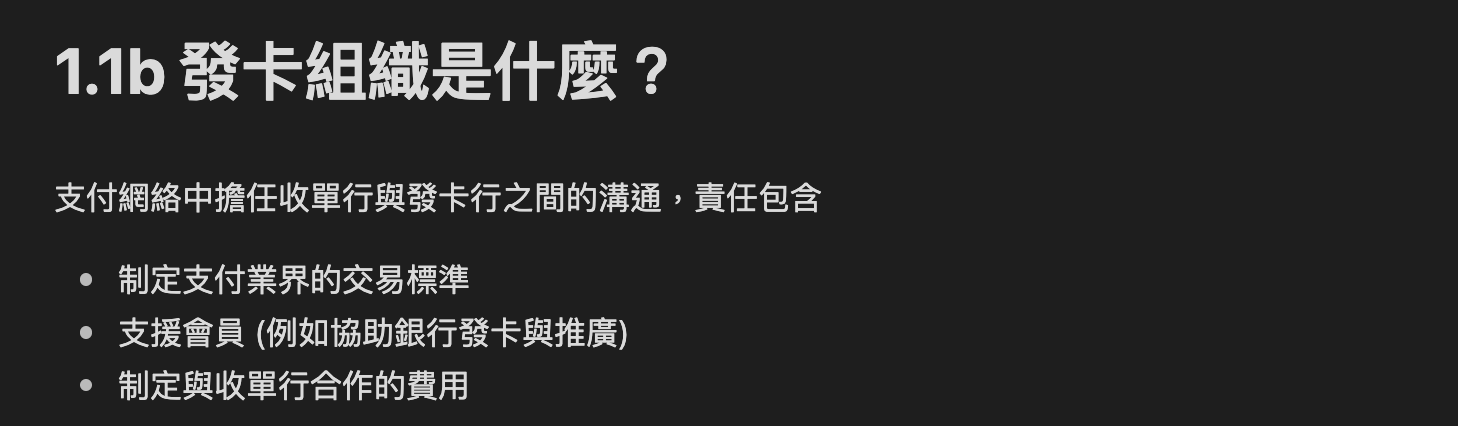 1.1b 發卡組織是什麼？
支付網絡中擔任收單行與發卡行之間的溝通，責任包含
• 制定支付業界的交易標準
• 支援會員 (例如協助銀行發卡與推廣)
• 制定與收單行合作的費用